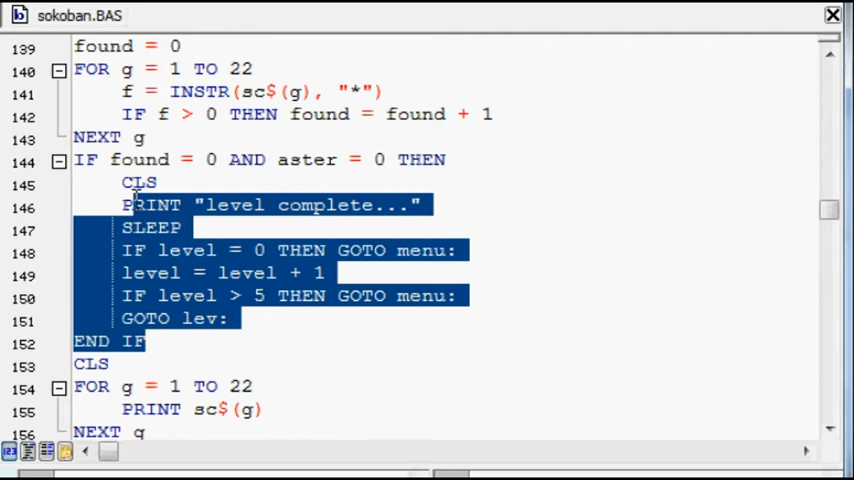 sokoban.BAS
139 found = 0
140 FOR g = 1 TO 22
141 f = INSTR(sc$(g), "*")
142 IF f > 0 THEN found = found + 1
143 NEXT g
144 IF found = 0 AND aster = 0 THEN
145 CLS
146 PRINT "level complete..."
147 SLEEP
148 IF level = 0 THEN GOTO menu:
149 level = level + 1
150 IF level > 5 THEN GOTO menu:
151 GOTO lev:
152 END IF
153 CLS
154 FOR g = 1 TO 22
155 PRINT sc$(g)
156 NEXT g
123